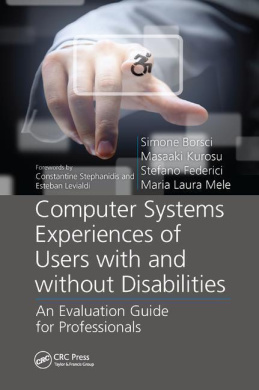 Simone Borsci
Masaaki Kurosu
Forewords by
Stefano Federici
Constantine Stephanidis and
Esteban Levialdi
Maria Laura Mele
Computer Systems
Experiences of
Users with and
without Disabilities
An Evaluation Guide
for Professionals
CRC
CRC Press
Taylor & Francis Group